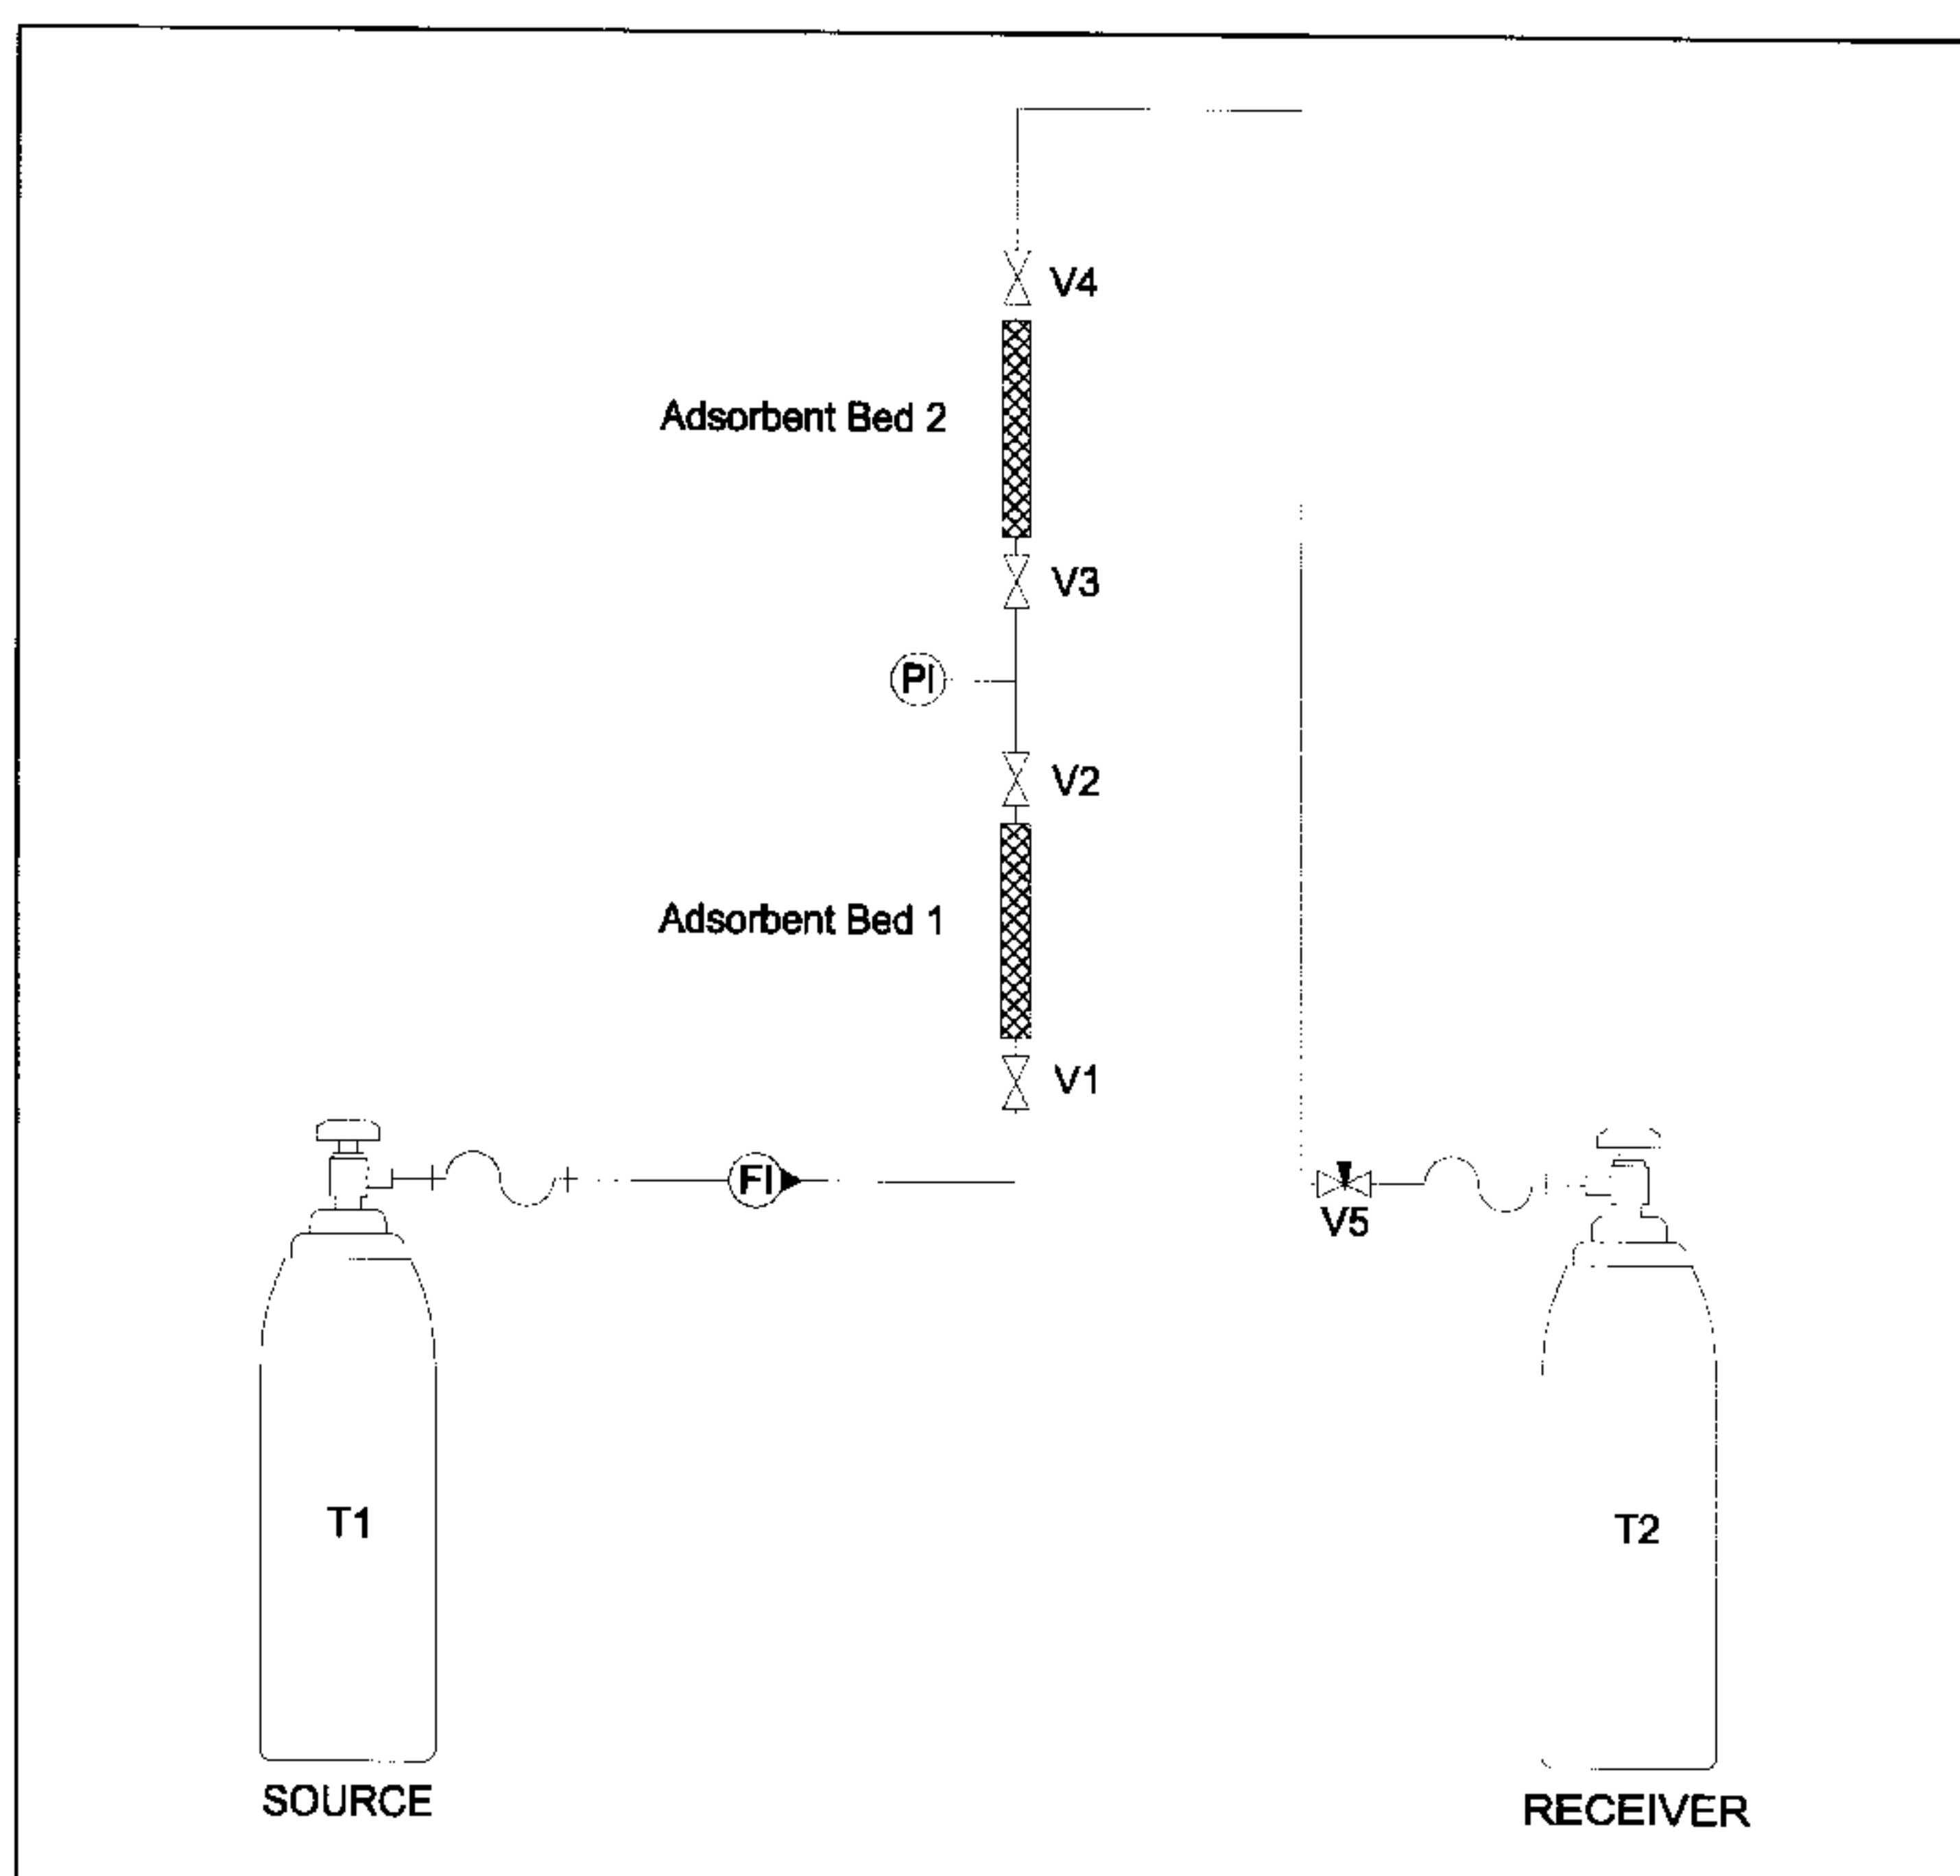 V4
Adsorbent Bed 2
V3
PI
V2
Adsorbent Bed 1
V1
FI
V5
T1
T2
SOURCE
RECEIVER